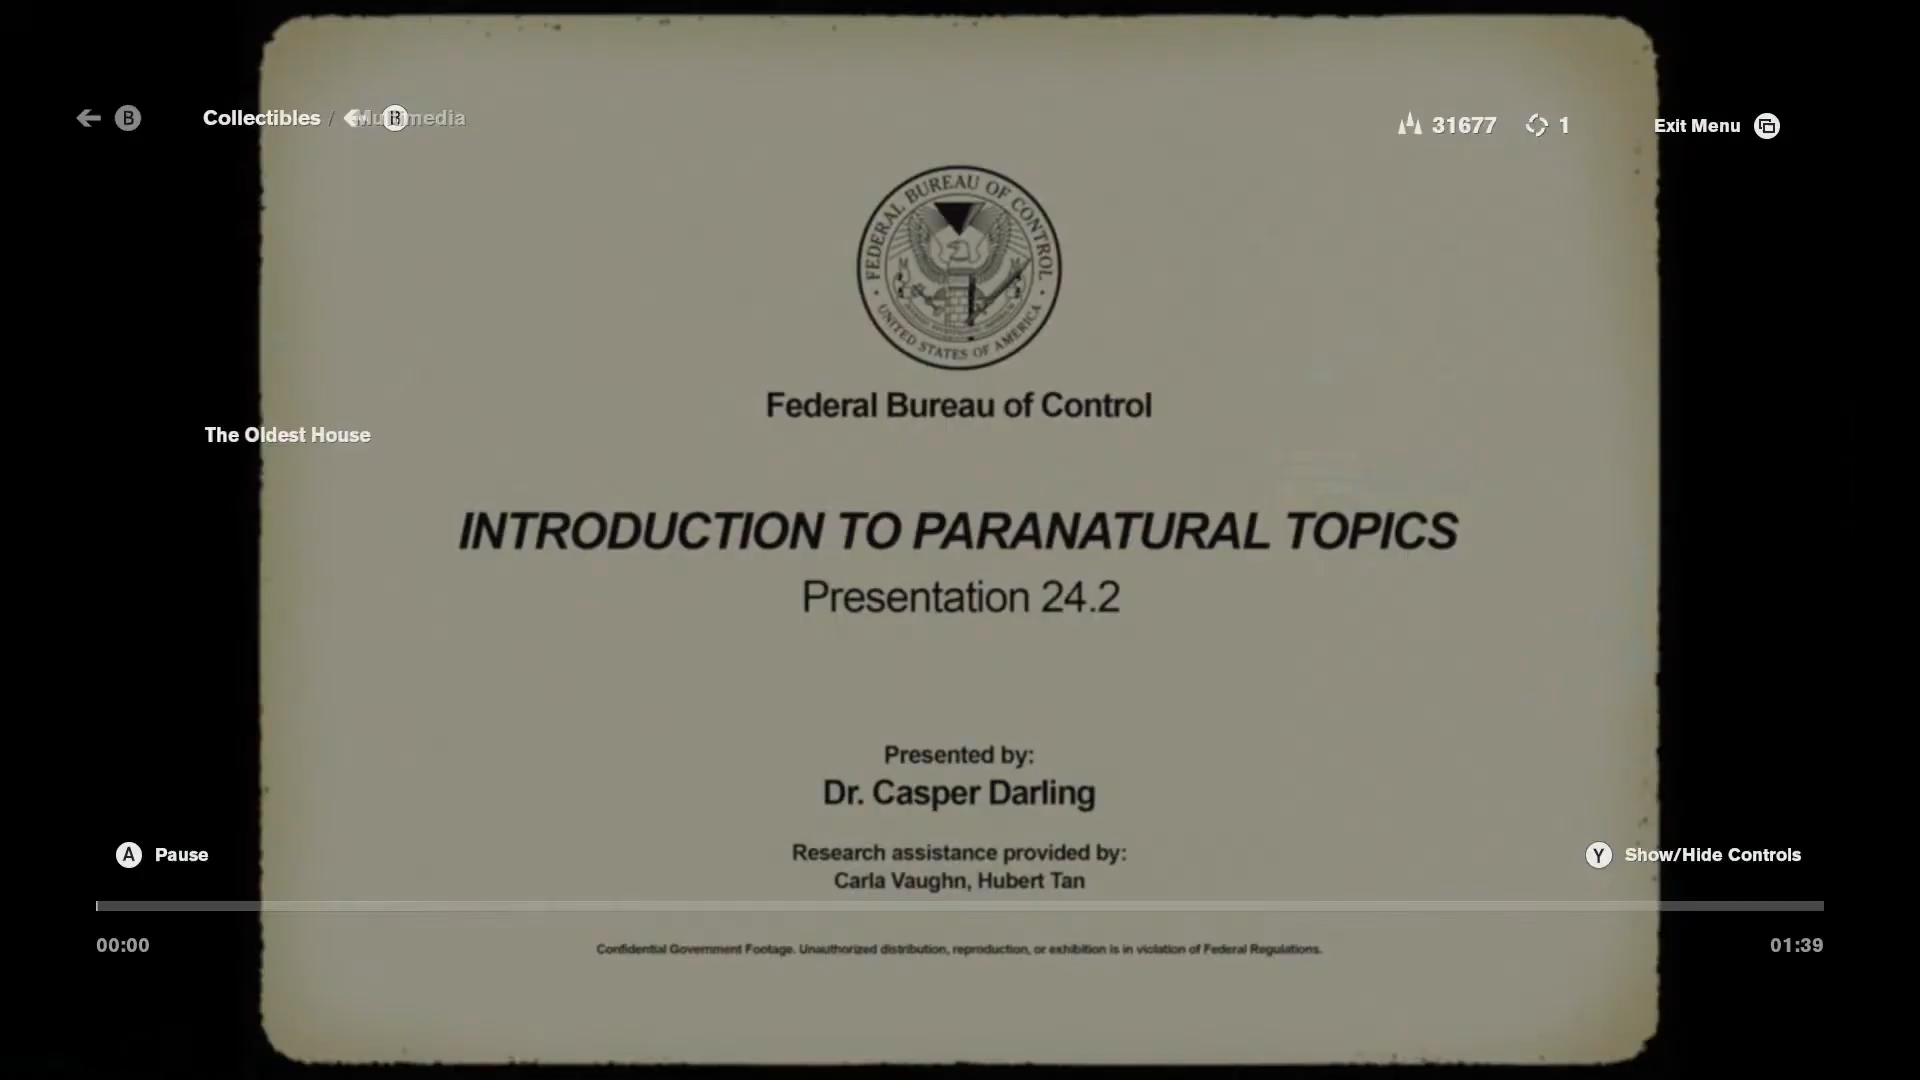 B
Collectibles / Multimedia
B
31677
1
Exit Menu
FEDERAL BUREAU OF CONTROL
UNITED STATES OF AMERICA
Federal Bureau of Control
The Oldest House
INTRODUCTION TO PARANATURAL TOPICS
Presentation 24.2
Presented by:
Dr. Casper Darling
A Pause
Y Show/Hide Controls
Research assistance provided by:
Carla Vaughn, Hubert Tan
00:00
01:39
Confidential Government Footage. Unauthorized distribution, reproduction, or exhibition is in violation of Federal Regulations.